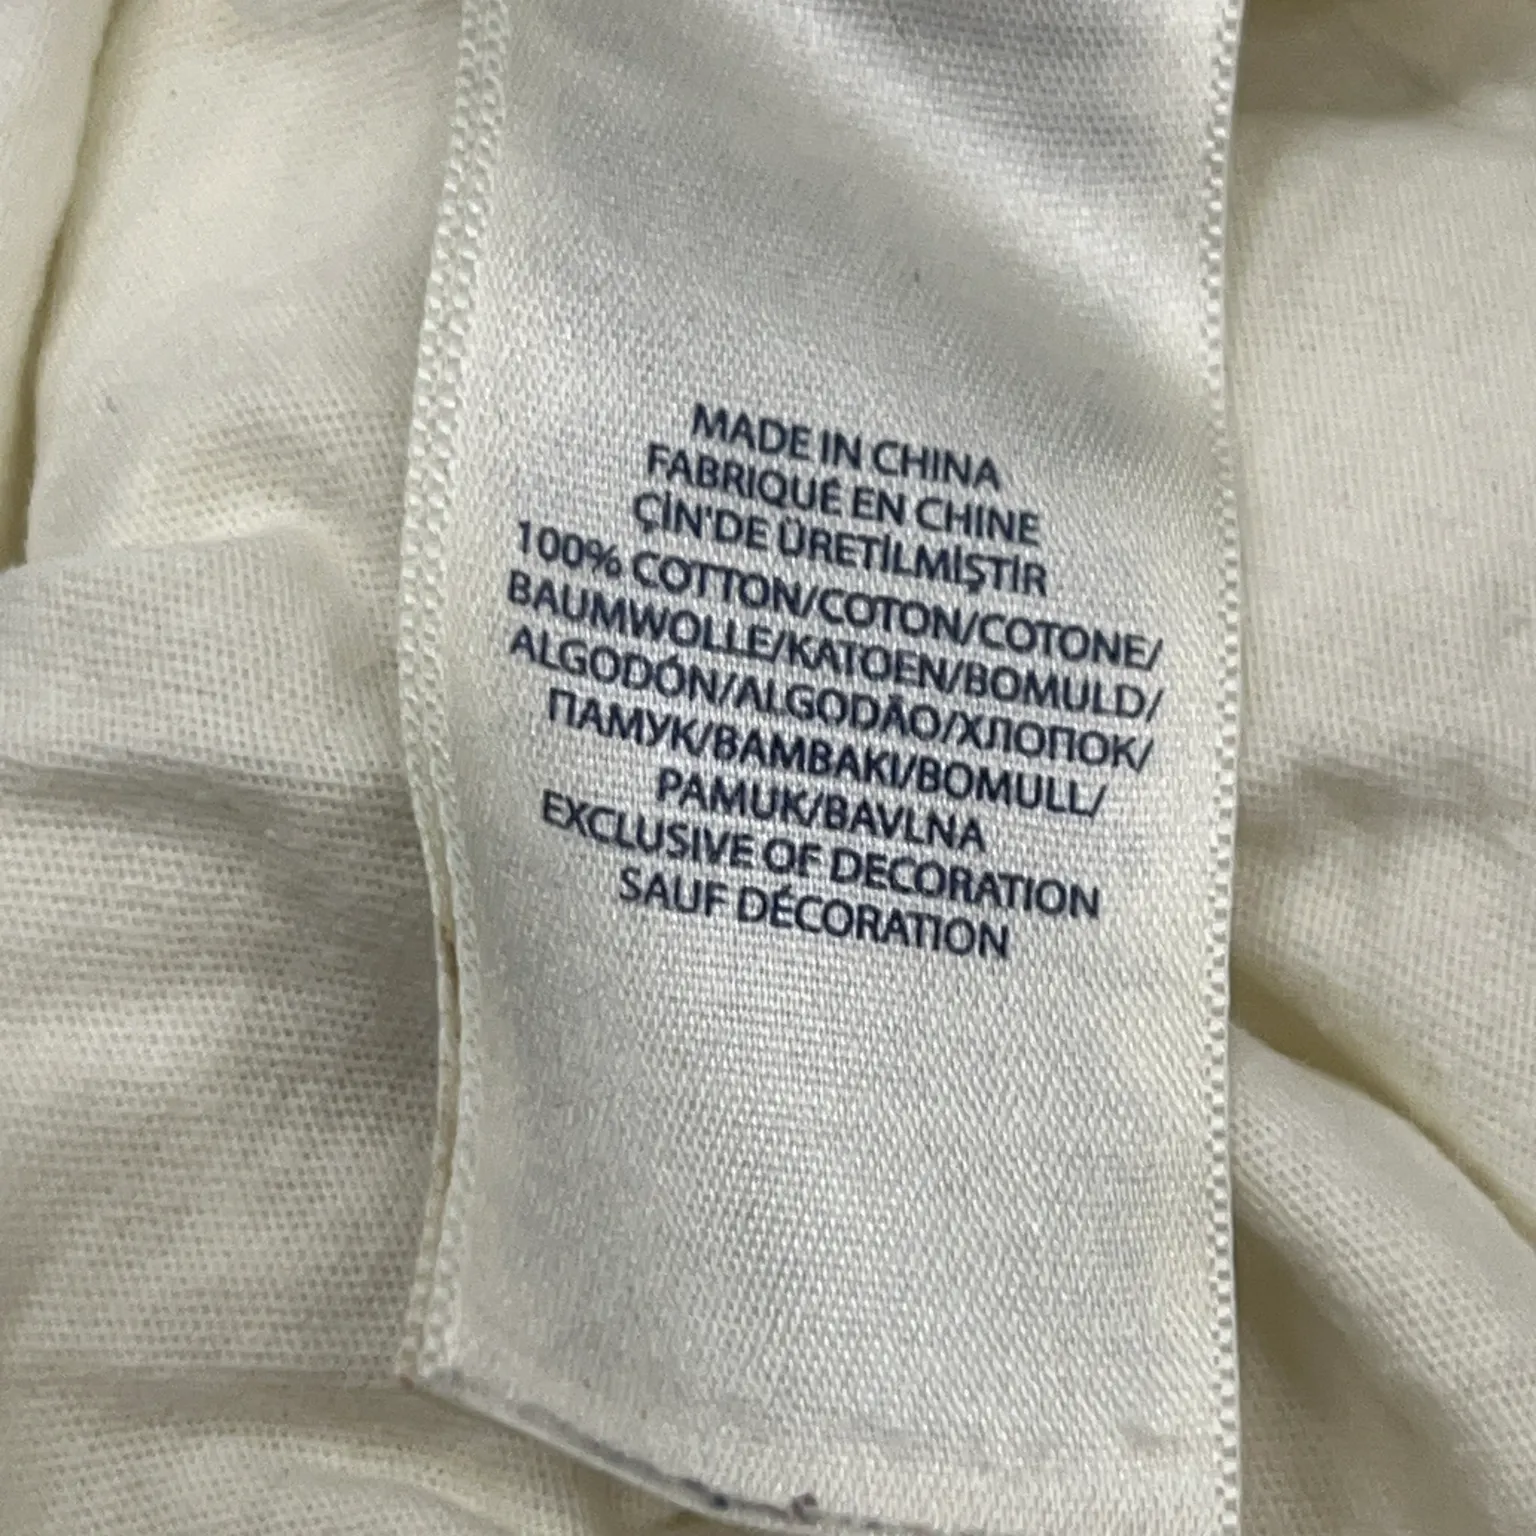 MADE IN CHINA
FABRIQUÉ EN CHINE
ÇİN'DE ÜRETİLMİŞTİR
100% COTTON/COTON/COTONE/
BAUMWOLLE/KATOEN/BOMULD/
ALGODÓN/ALGODÃO/ХЛОПОК/
ПАМУК/BAMBAKI/BOMULL/
PAMUK/BAVLNA
EXCLUSIVE OF DECORATION
SAUF DÉCORATION